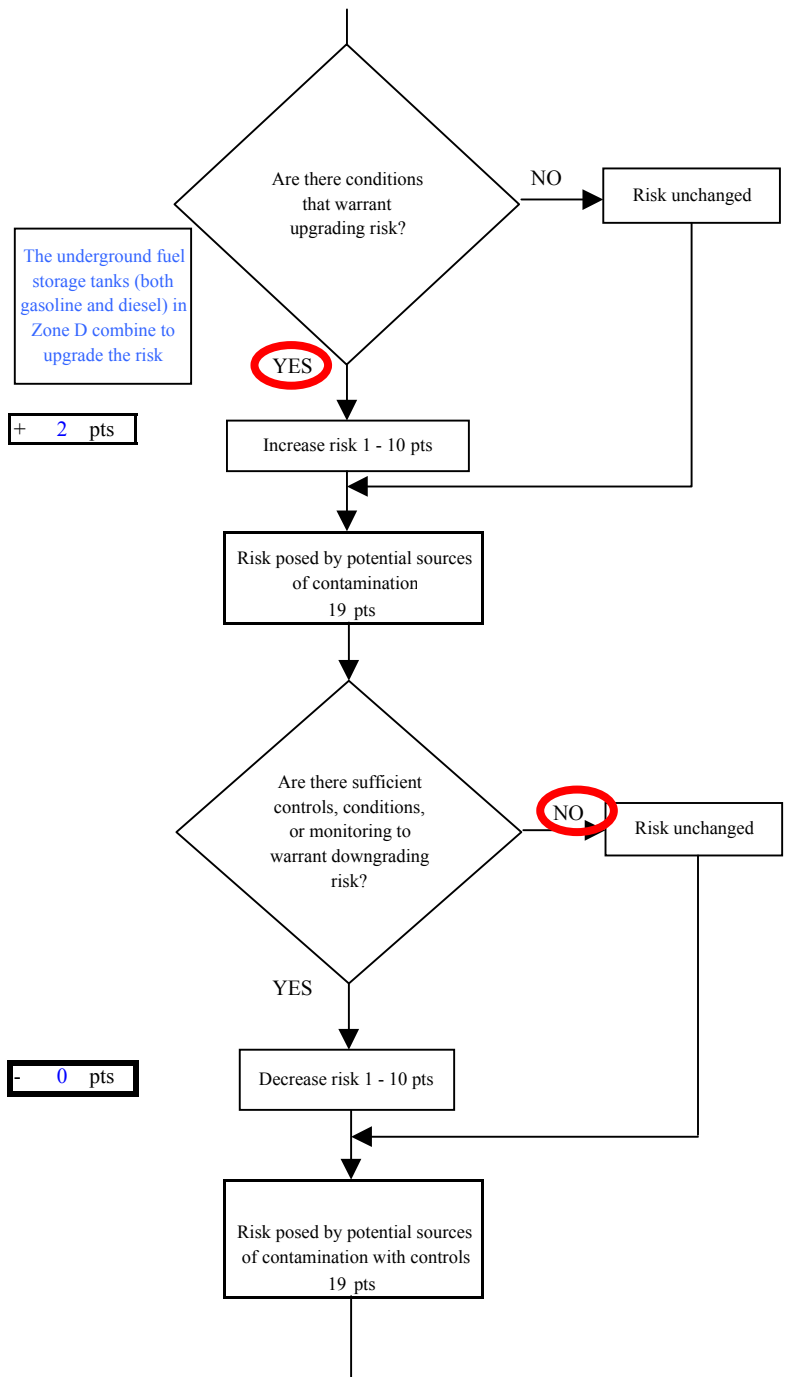 Are there conditions
that warrant
upgrading risk?
NO
Risk unchanged
The underground fuel
storage tanks (both
gasoline and diesel) in
Zone D combine to
upgrade the risk
YES
+ 2 pts
Increase risk 1 - 10 pts
Risk posed by potential sources
of contamination
19 pts
Are there sufficient
controls, conditions,
or monitoring to
warrant downgrading
risk?
NO
Risk unchanged
YES
- 0 pts
Decrease risk 1 - 10 pts
Risk posed by potential sources
of contamination with controls
19 pts